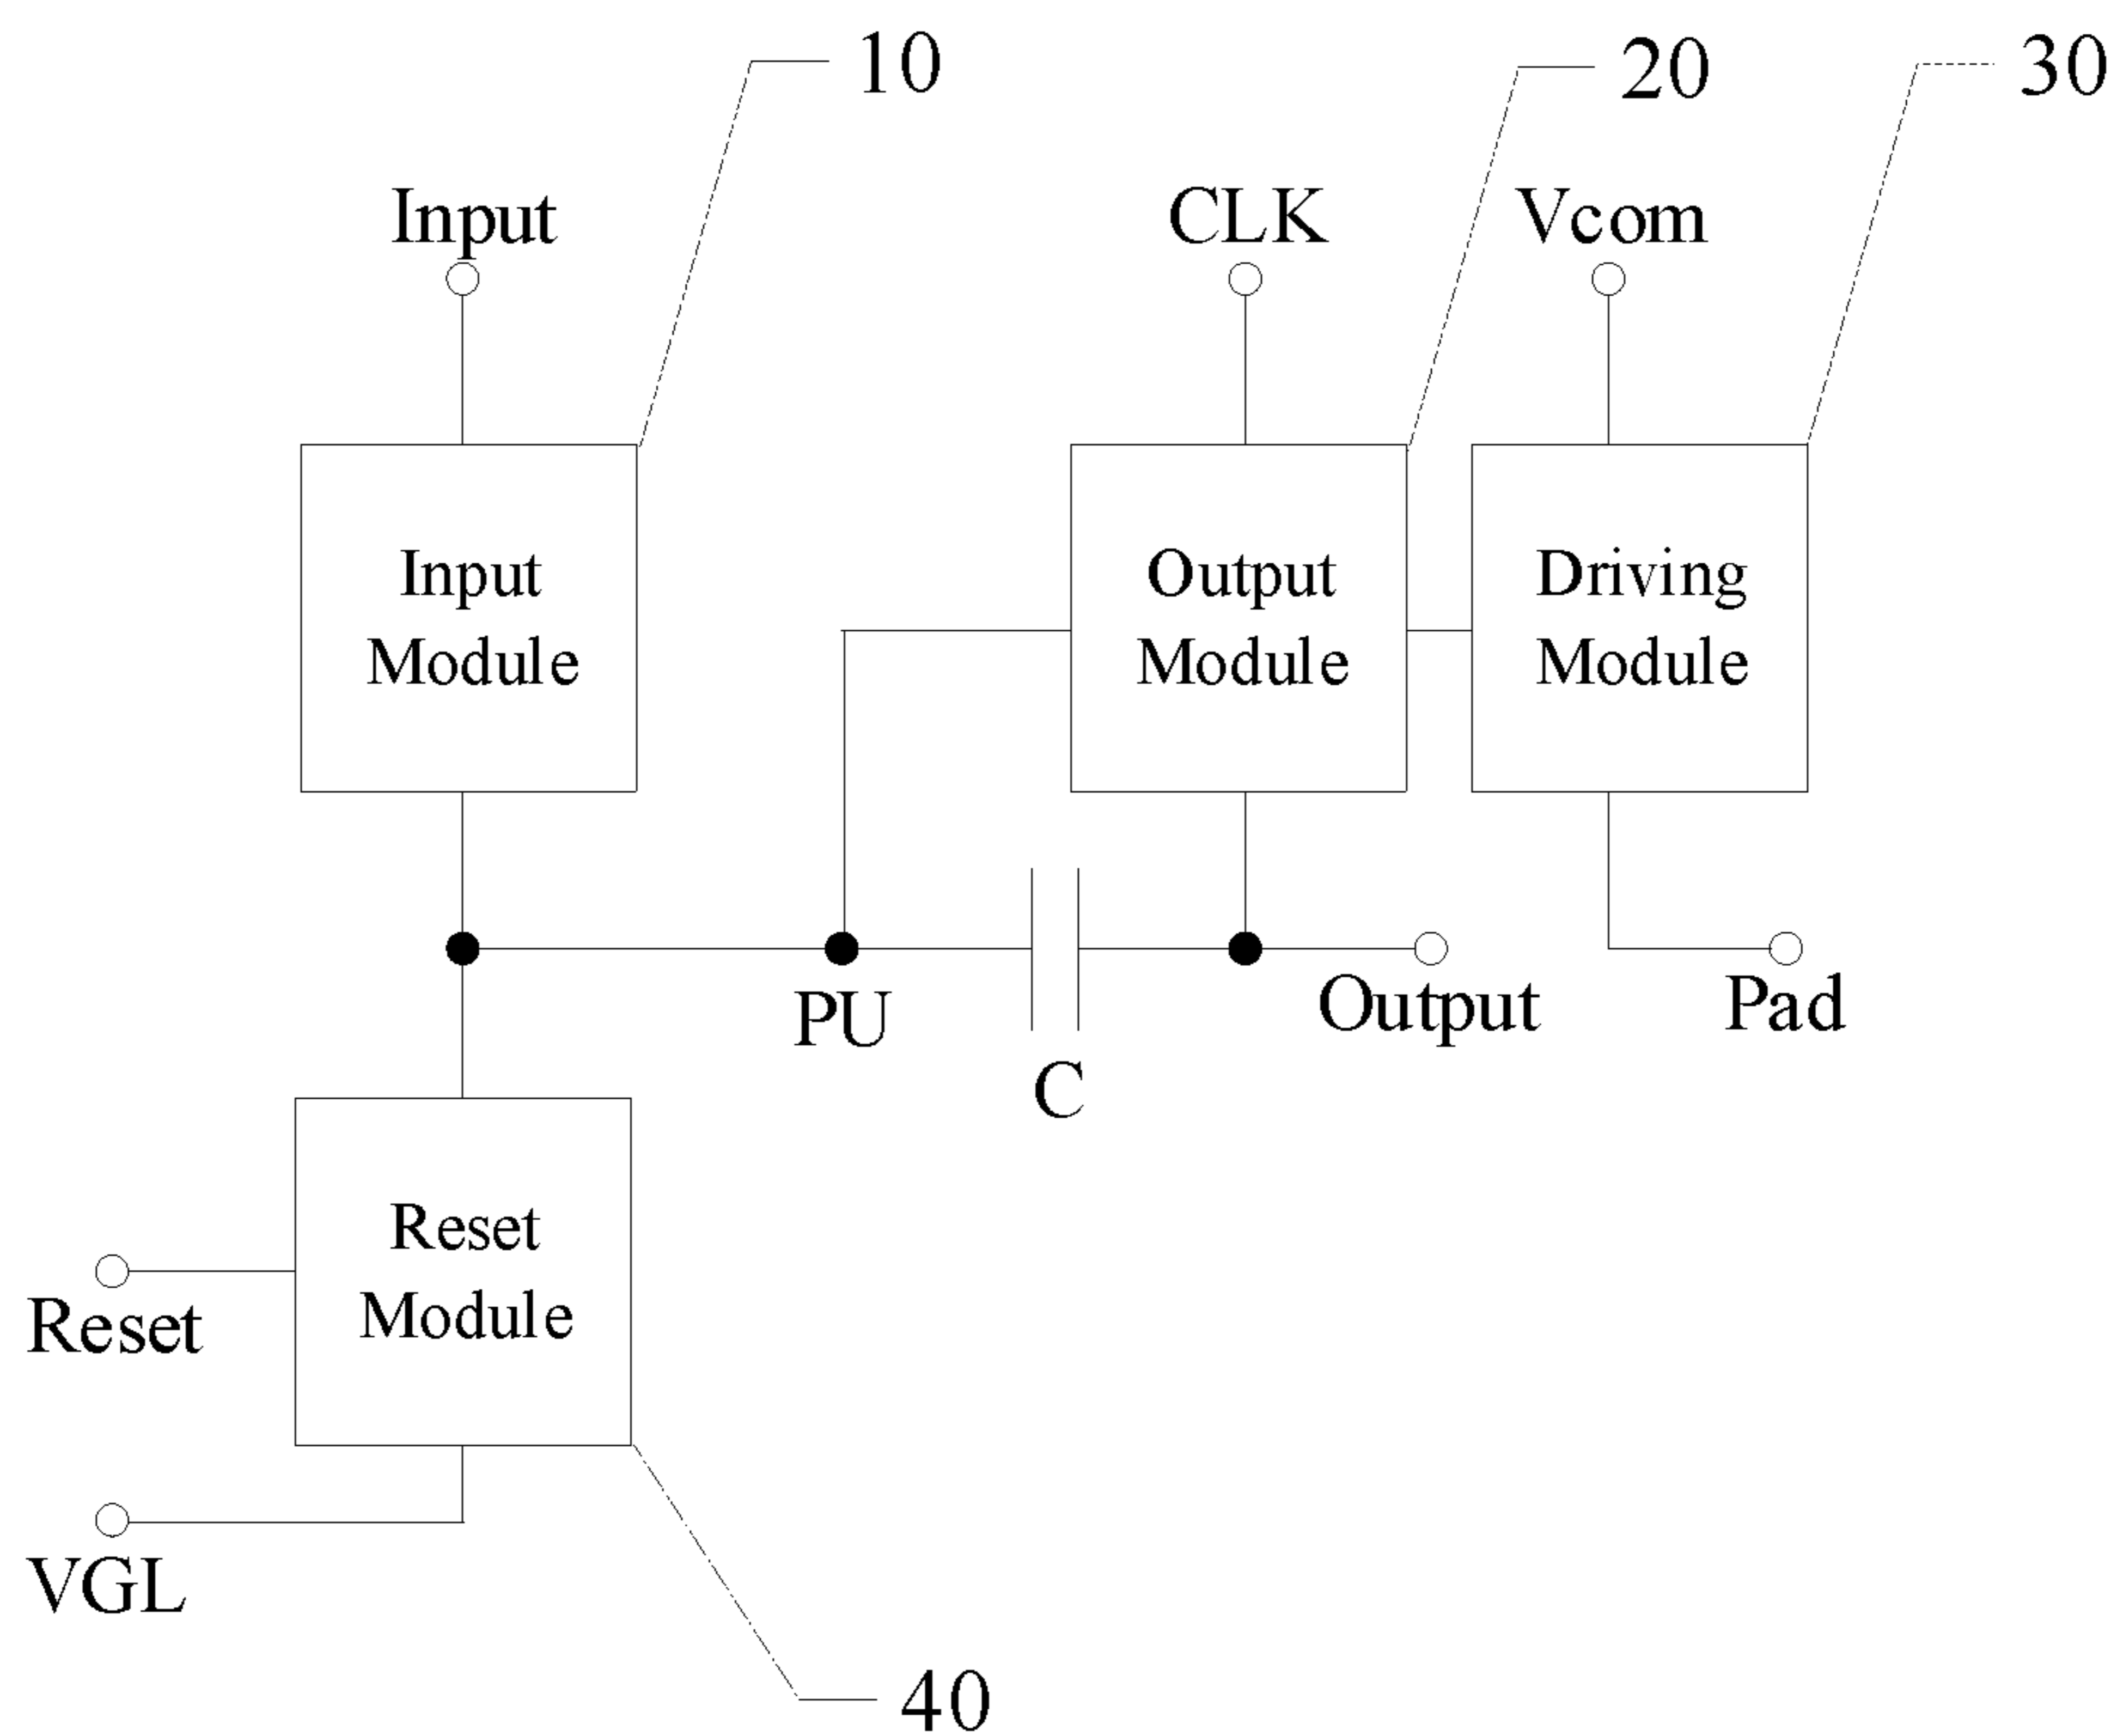 10
20
30
Input
CLK
Vcom
Input
Module
Output
Module
Driving
Module
PU
C
Output
Pad
Reset
Module
Reset
VGL
40